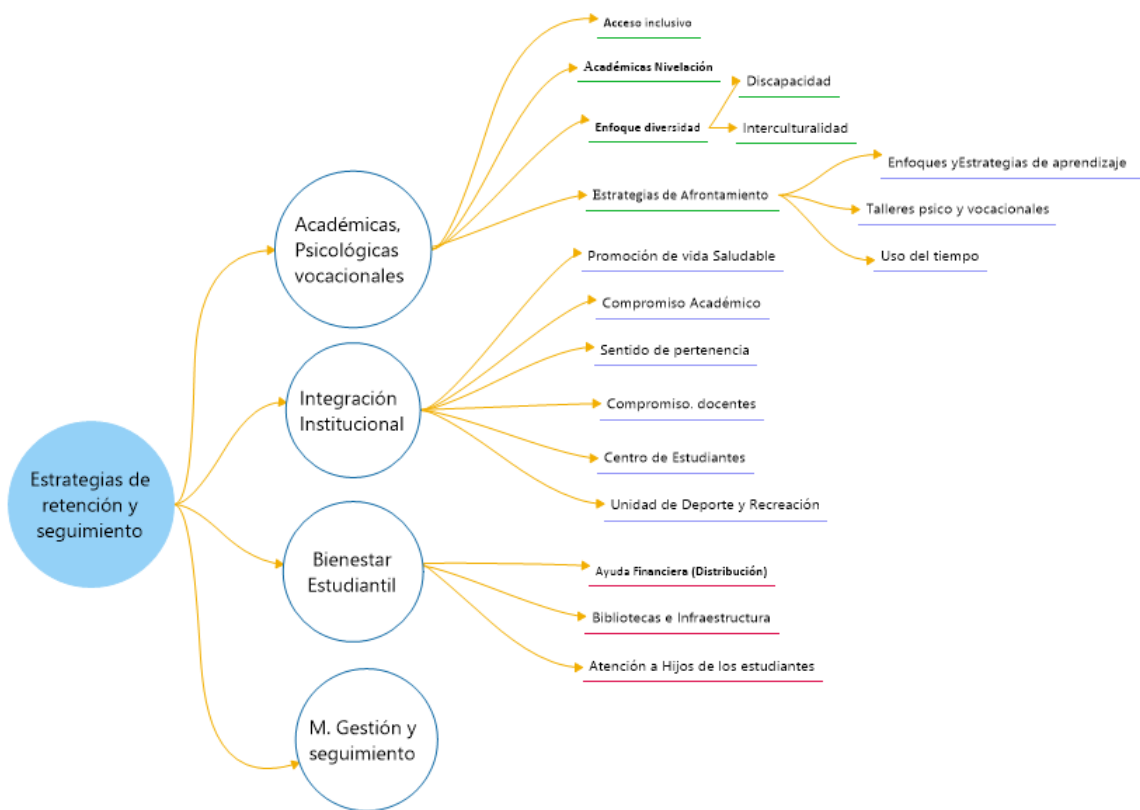 Estrategias de
retención y
seguimiento
Académicas,
Psicológicas
vocacionales
Acceso inclusivo
Académicas Nivelación
Enfoque diversidad
Discapacidad
Interculturalidad
Estrategias de Afrontamiento
Enfoques yEstrategias de aprendizaje
Talleres psico y vocacionales
Uso del tiempo
Integración
Institucional
Promoción de vida Saludable
Compromiso Académico
Sentido de pertenencia
Compromiso. docentes
Centro de Estudiantes
Unidad de Deporte y Recreación
Bienestar
Estudiantil
Ayuda Financiera (Distribución)
Bibliotecas e Infraestructura
Atención a Hijos de los estudiantes
M. Gestión y
seguimiento